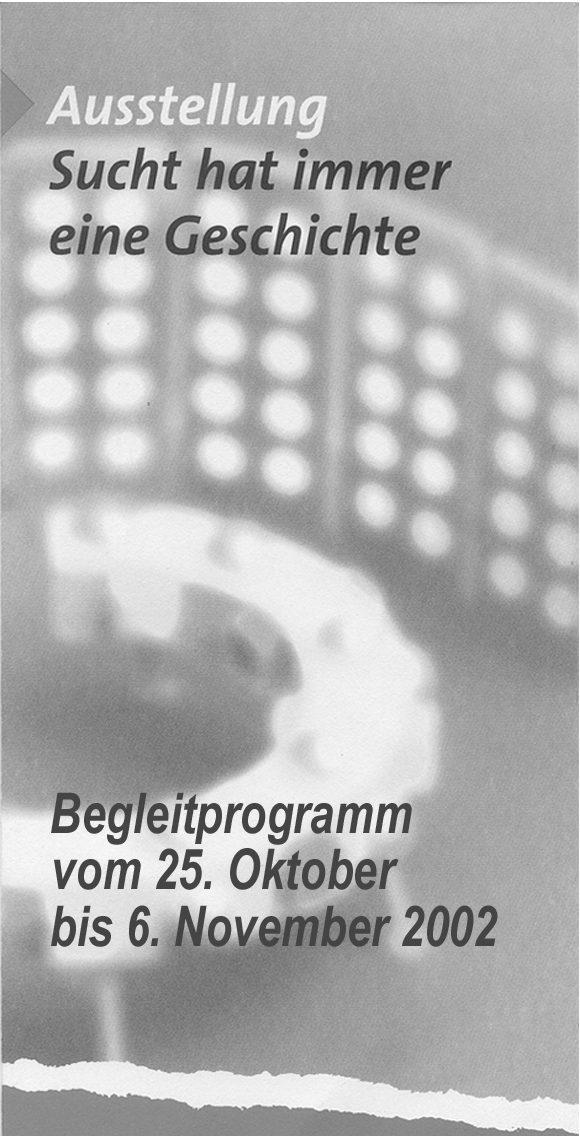 Ausstellung
Sucht hat immer
eine Geschichte
Begleitprogramm
vom 25. Oktober
bis 6. November 2002